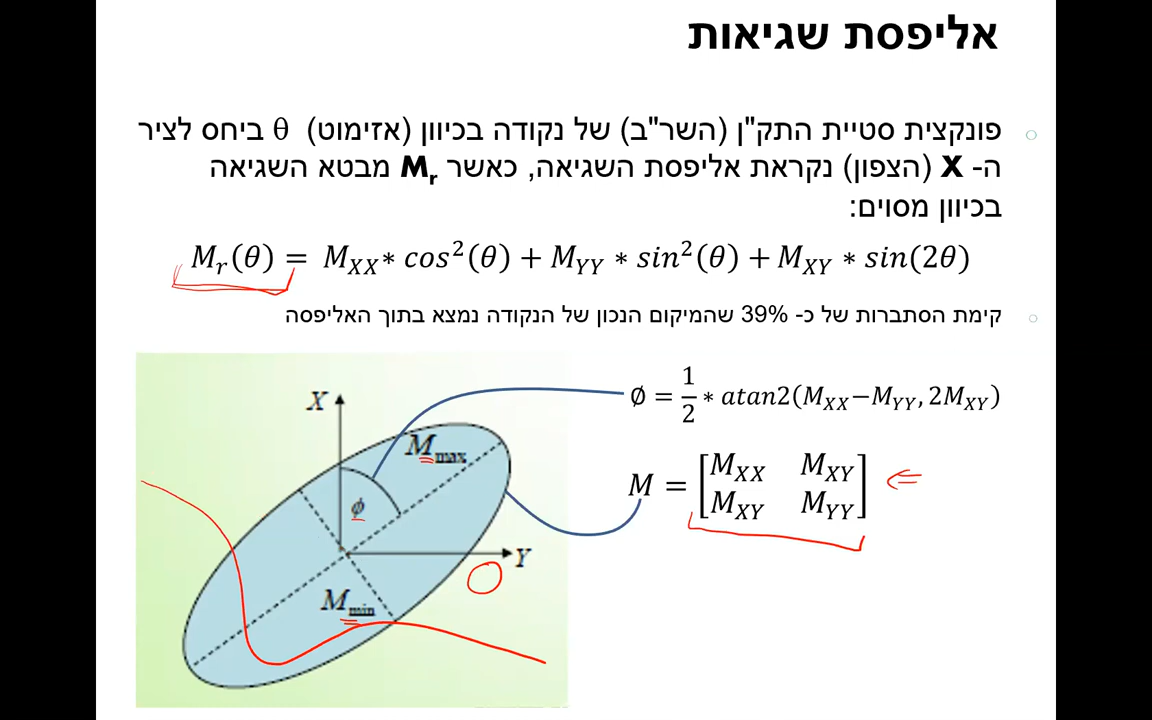 אליפסת שגיאות
פונקצית סטיית התק"ן (השר"ב) של נקודה בכיוון (אזימוט) θ ביחס לציר
ה- X (הצפון) נקראת אליפסת השגיאה, כאשר Mr מבטא השגיאה
בכיוון מסוים:
Mr(θ) = MXX* cos²(θ) + MYY * sin²(θ) + MXY * sin(2θ)
קימת הסתברות של כ- 39% שהמיקום הנכון של הנקודה נמצא בתוך האליפסה
∅ = 1/2 * atan2(MXX−MYY, 2MXY)
M = [MXX MXY
MXY MYY]
X
Mmax
ϕ
Y
Mmin